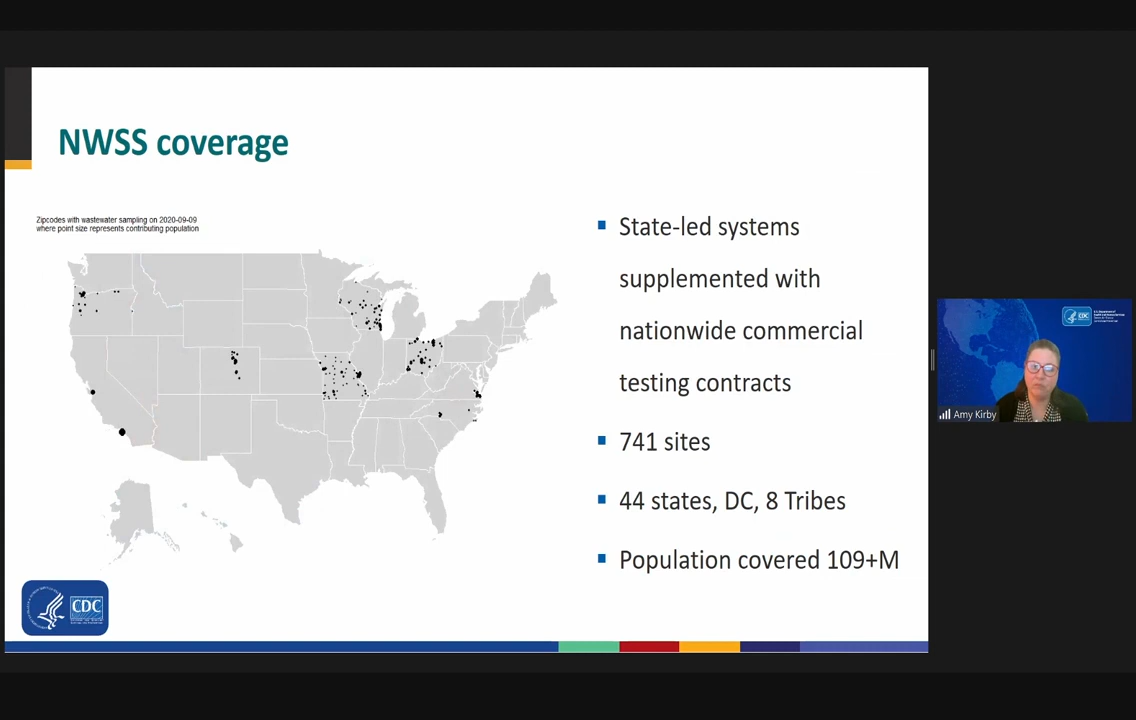 NWSS coverage
Zipcodes with wastewater sampling on 2020-09-09
where point size represents contributing population
State-led systems
supplemented with
nationwide commercial
testing contracts
741 sites
44 states, DC, 8 Tribes
Population covered 109+M
CDC
CDC
Amy Kirby